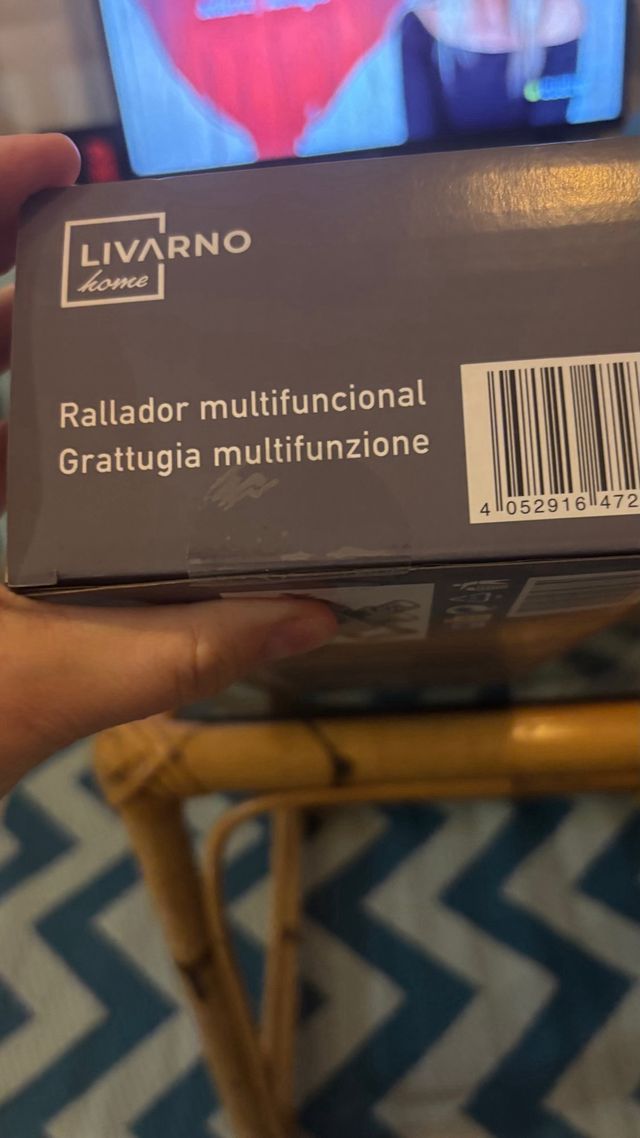 LIVARNO
home
Rallador multifuncional
Grattugia multifunzione
4 052916 472